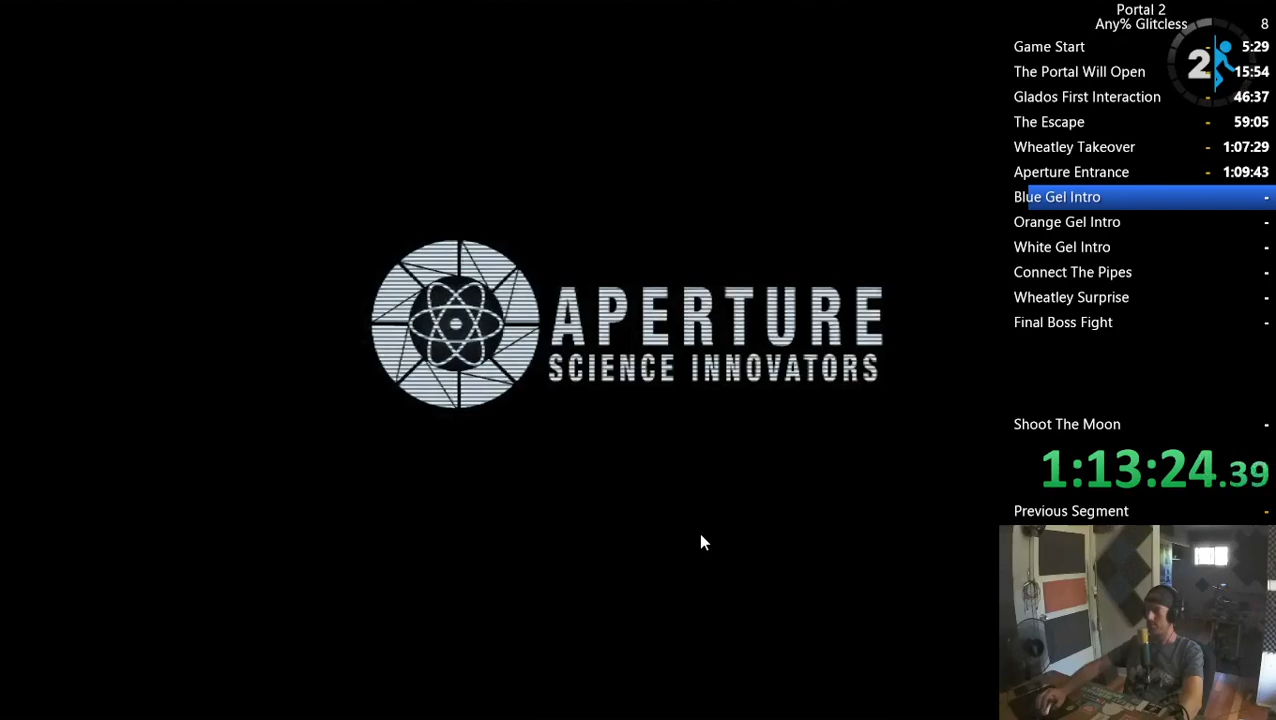 Portal 2
Any% Glitchless 8
Game Start - 5:29
The Portal Will Open - 15:54
Glados First Interaction - 46:37
The Escape - 59:05
Wheatley Takeover - 1:07:29
Aperture Entrance - 1:09:43
Blue Gel Intro -
Orange Gel Intro -
White Gel Intro -
Connect The Pipes -
Wheatley Surprise -
Final Boss Fight -
Shoot The Moon -
1:13:24.39
Previous Segment -
2
APERTURE
SCIENCE INNOVATORS